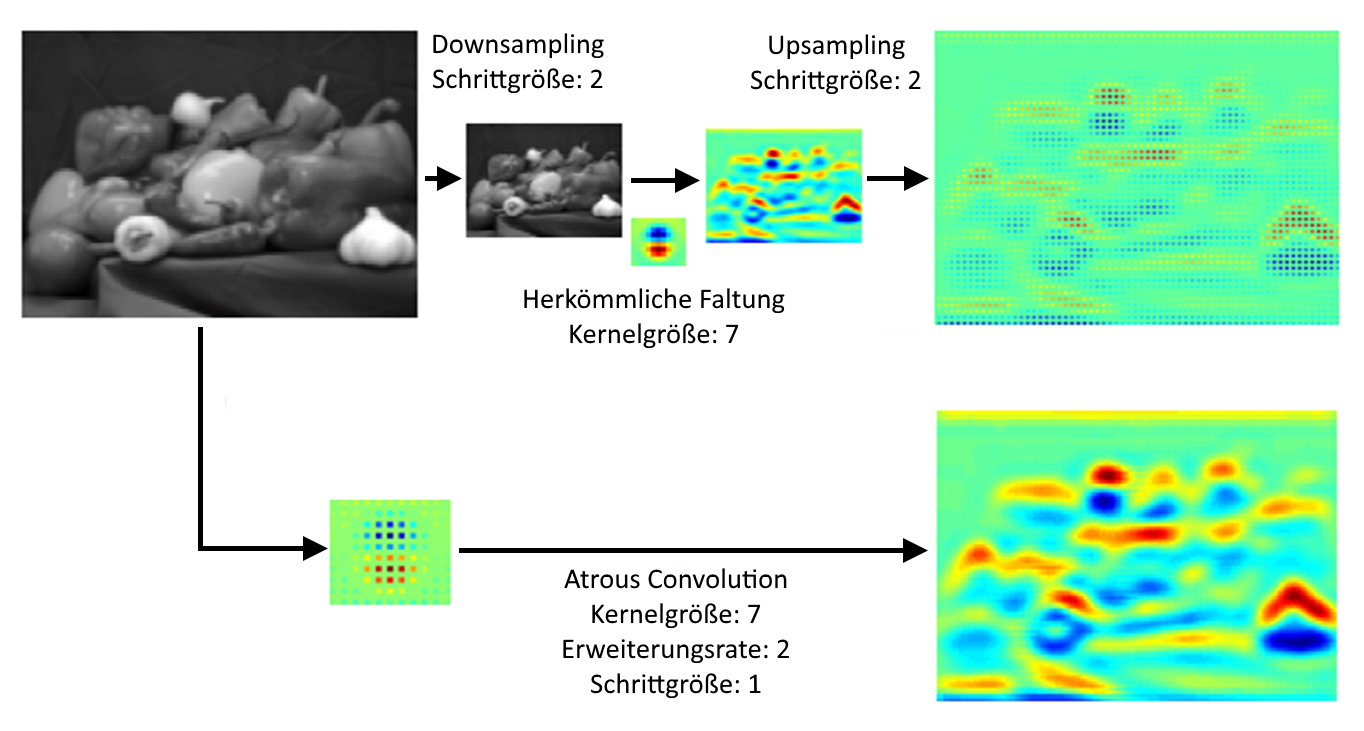 Downsampling
Schrittgröße: 2
Upsampling
Schrittgröße: 2
Herkömmliche Faltung
Kernelgröße: 7
Atrous Convolution
Kernelgröße: 7
Erweiterungsrate: 2
Schrittgröße: 1